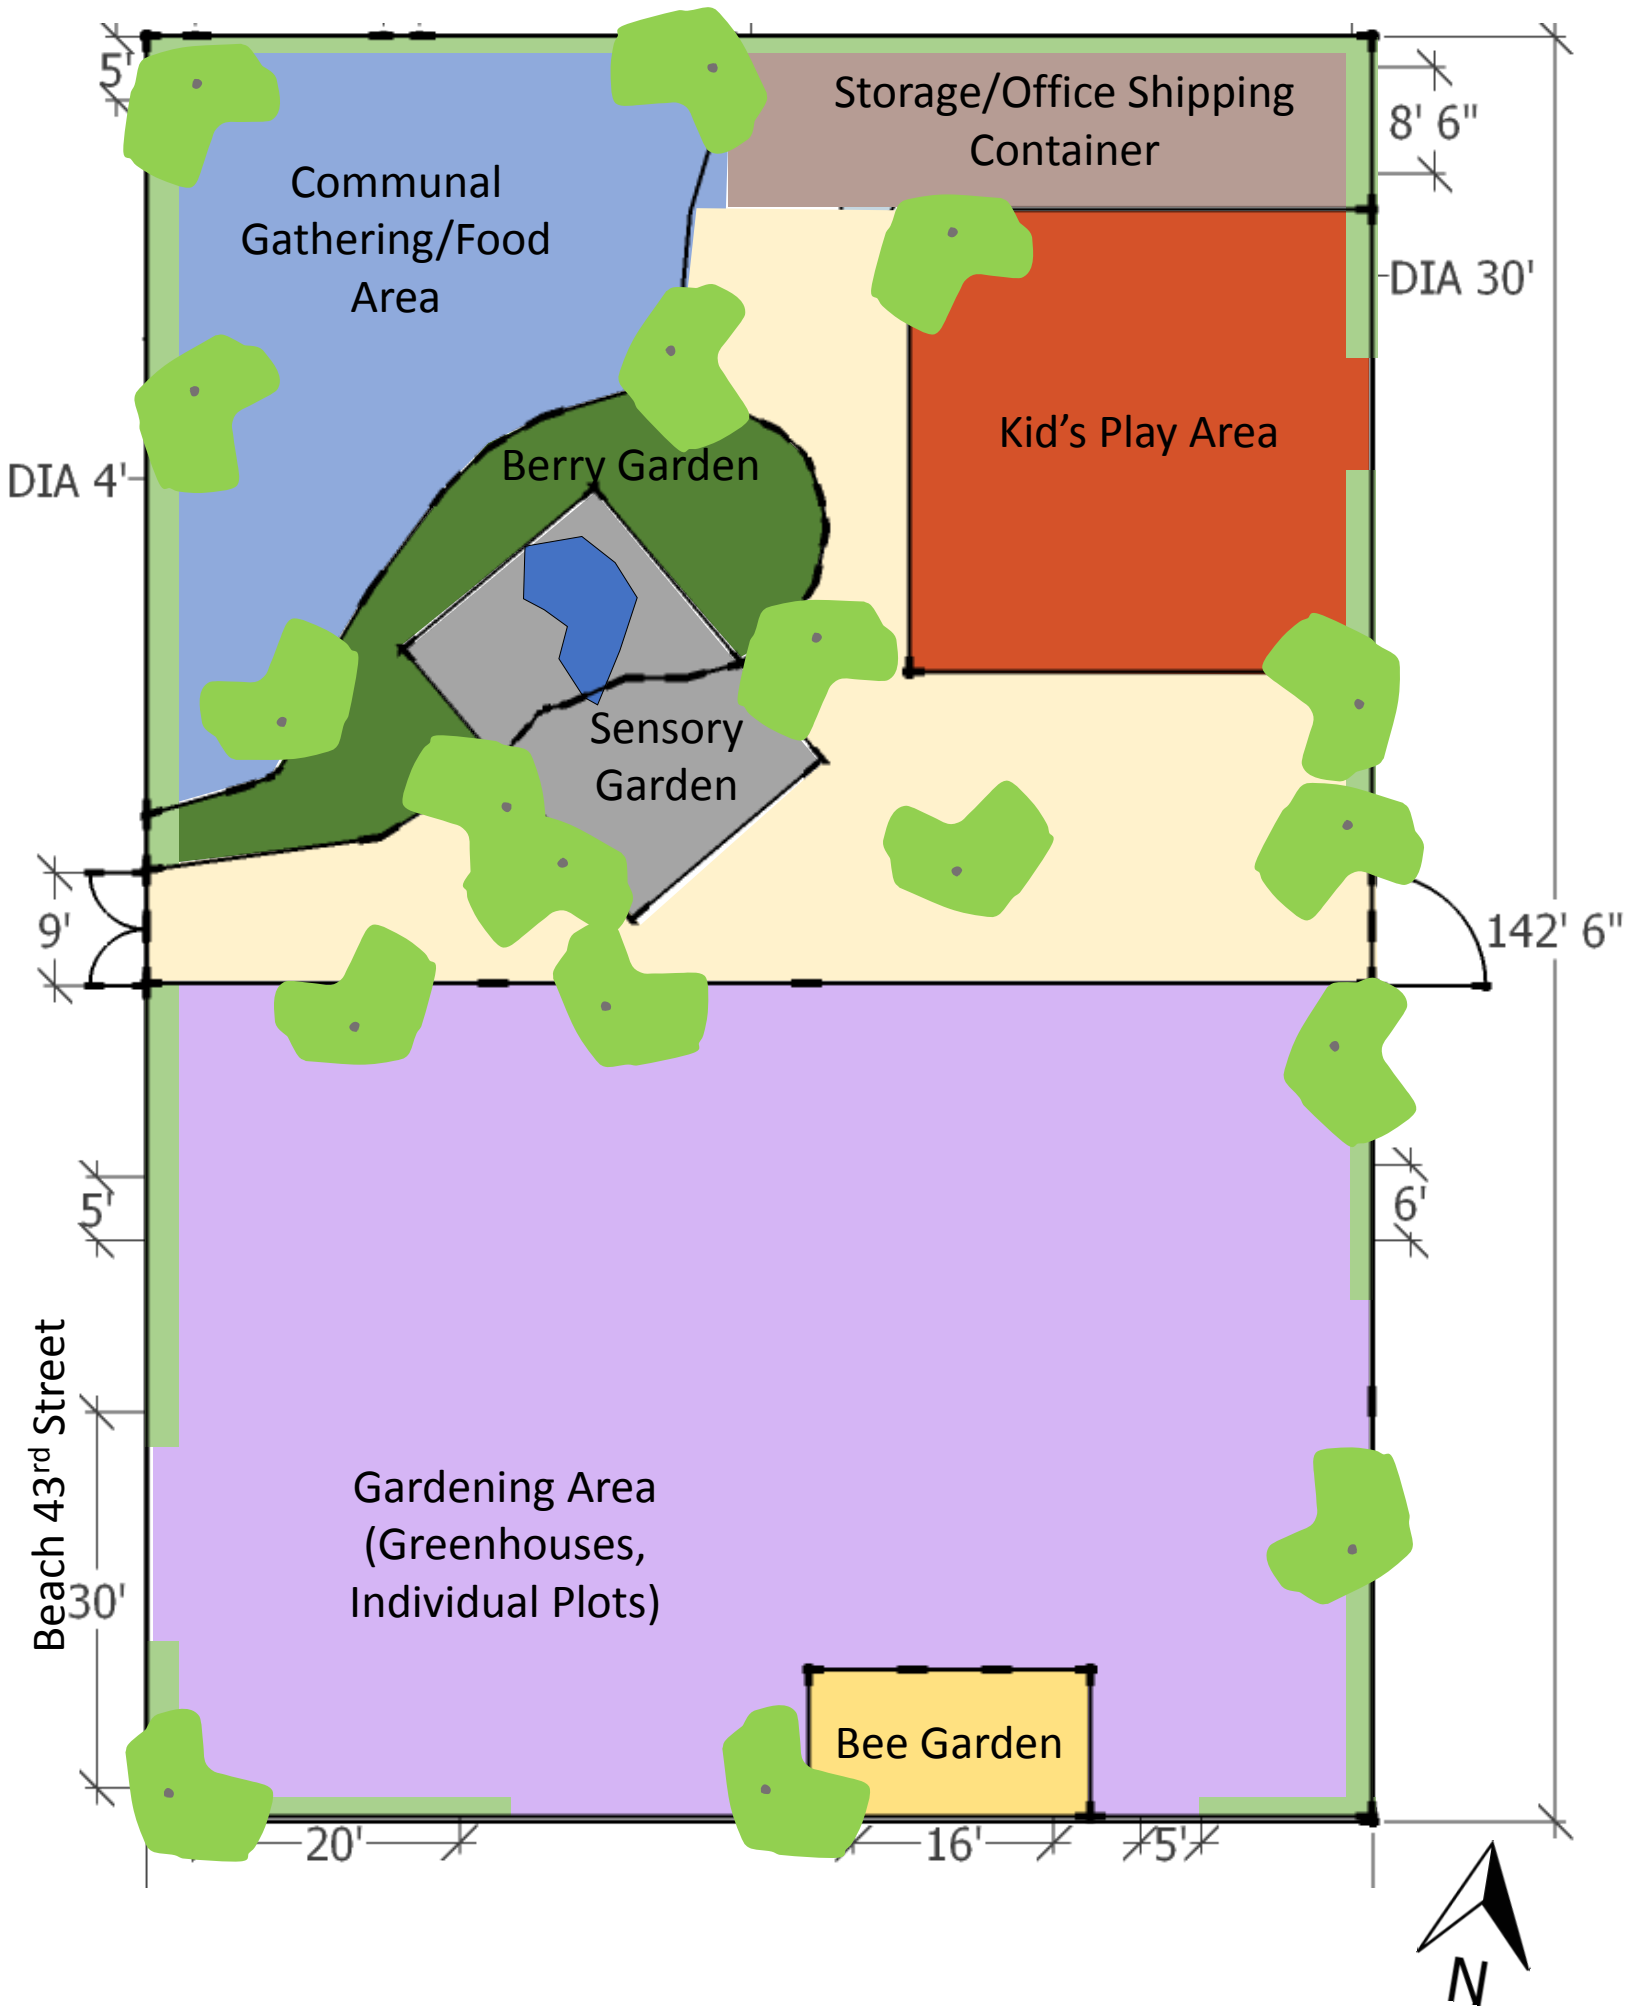 5'
Storage/Office Shipping
Container
8' 6"
Communal
Gathering/Food
Area
DIA 30'
Kid’s Play Area
Berry Garden
DIA 4'
Sensory
Garden
9'
142' 6"
5'
6'
Beach 43rd Street
Gardening Area
(Greenhouses,
Individual Plots)
30'
Bee Garden
20'
16'
5'
N